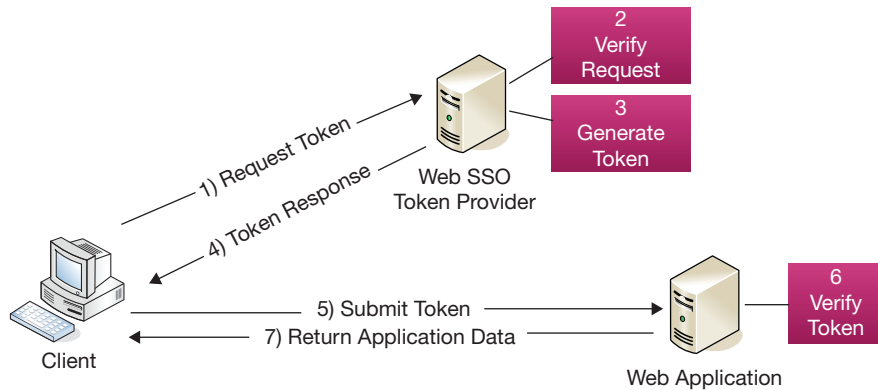 2
Verify
Request
3
Generate
Token
1) Request Token
Web SSO
Token Provider
4) Token Response
6
Verify
Token
5) Submit Token
7) Return Application Data
Client
Web Application